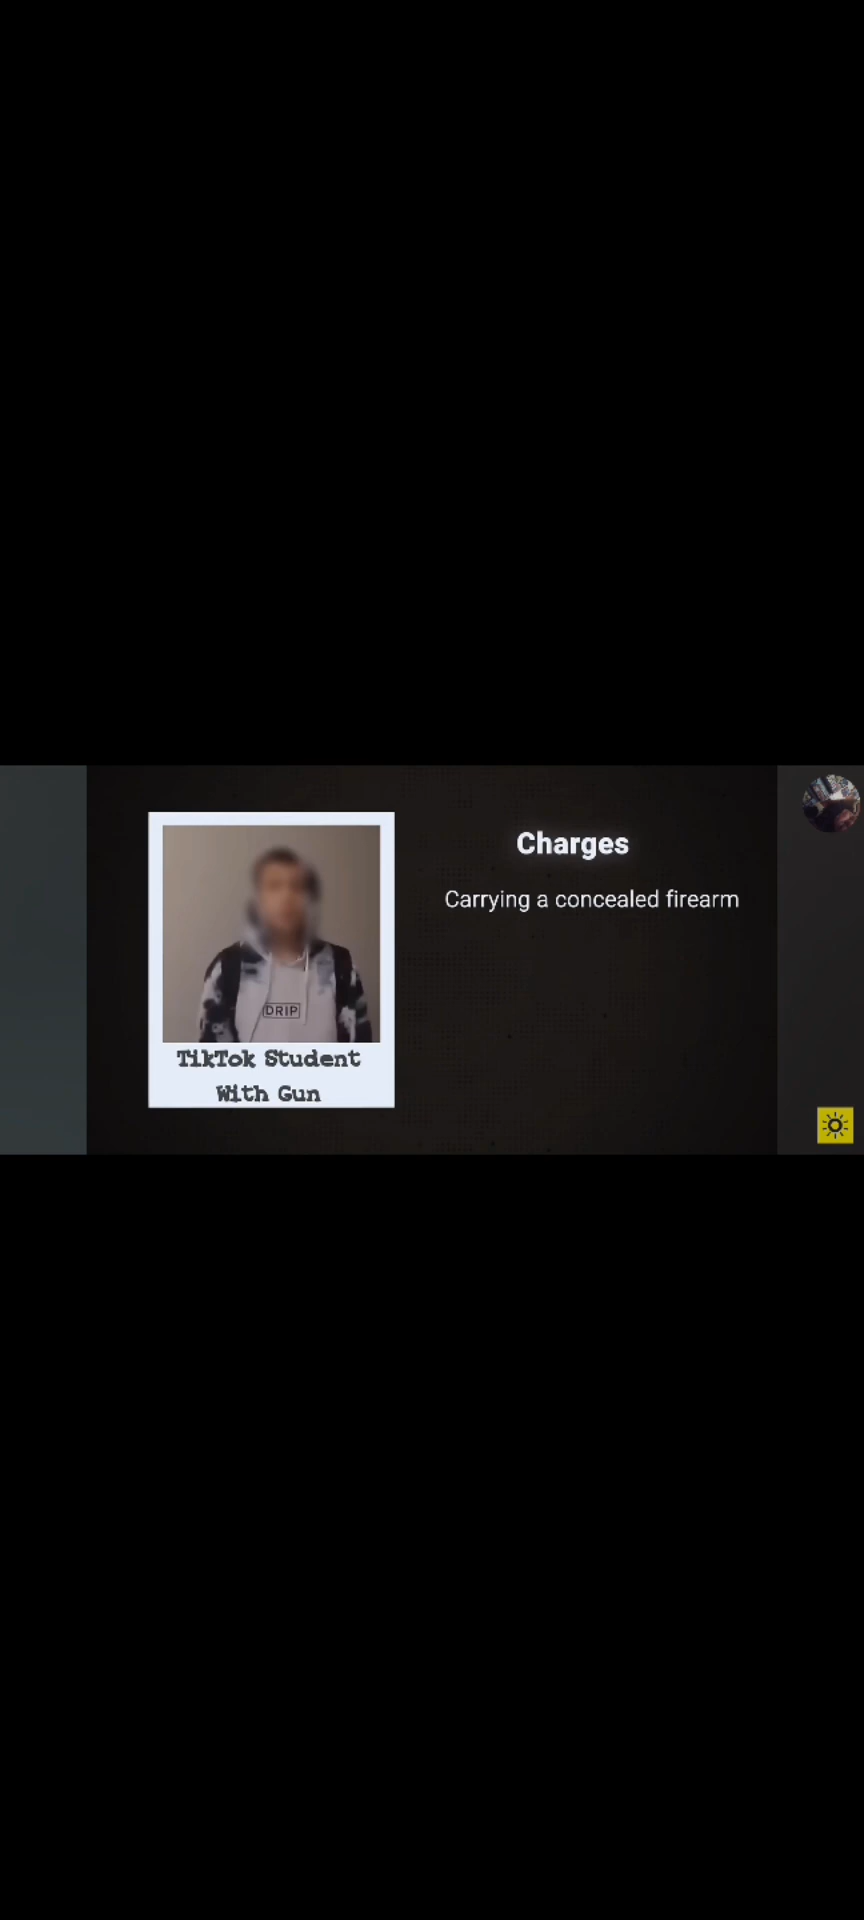 Charges
Carrying a concealed firearm
DRIP
TikTok Student
With Gun